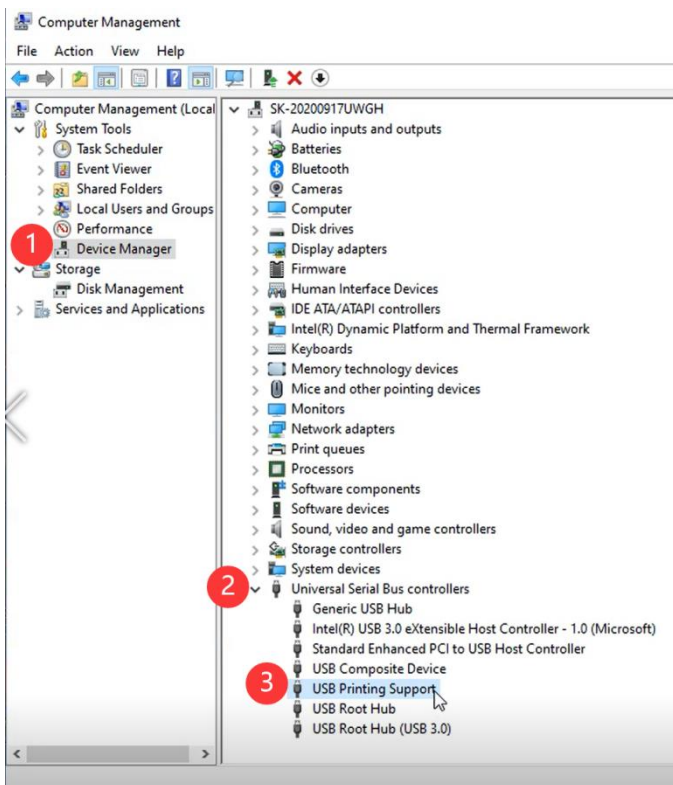 Computer Management
File Action View Help
Computer Management (Local
System Tools
Task Scheduler
Event Viewer
Shared Folders
Local Users and Groups
Performance
1
Device Manager
Storage
Disk Management
Services and Applications
SK-20200917UWGH
Audio inputs and outputs
Batteries
Bluetooth
Cameras
Computer
Disk drives
Display adapters
Firmware
Human Interface Devices
IDE ATA/ATAPI controllers
Intel(R) Dynamic Platform and Thermal Framework
Keyboards
Memory technology devices
Mice and other pointing devices
Monitors
Network adapters
Print queues
Processors
Software components
Software devices
Sound, video and game controllers
Storage controllers
System devices
2
Universal Serial Bus controllers
Generic USB Hub
Intel(R) USB 3.0 eXtensible Host Controller - 1.0 (Microsoft)
Standard Enhanced PCI to USB Host Controller
USB Composite Device
3
USB Printing Support
USB Root Hub
USB Root Hub (USB 3.0)